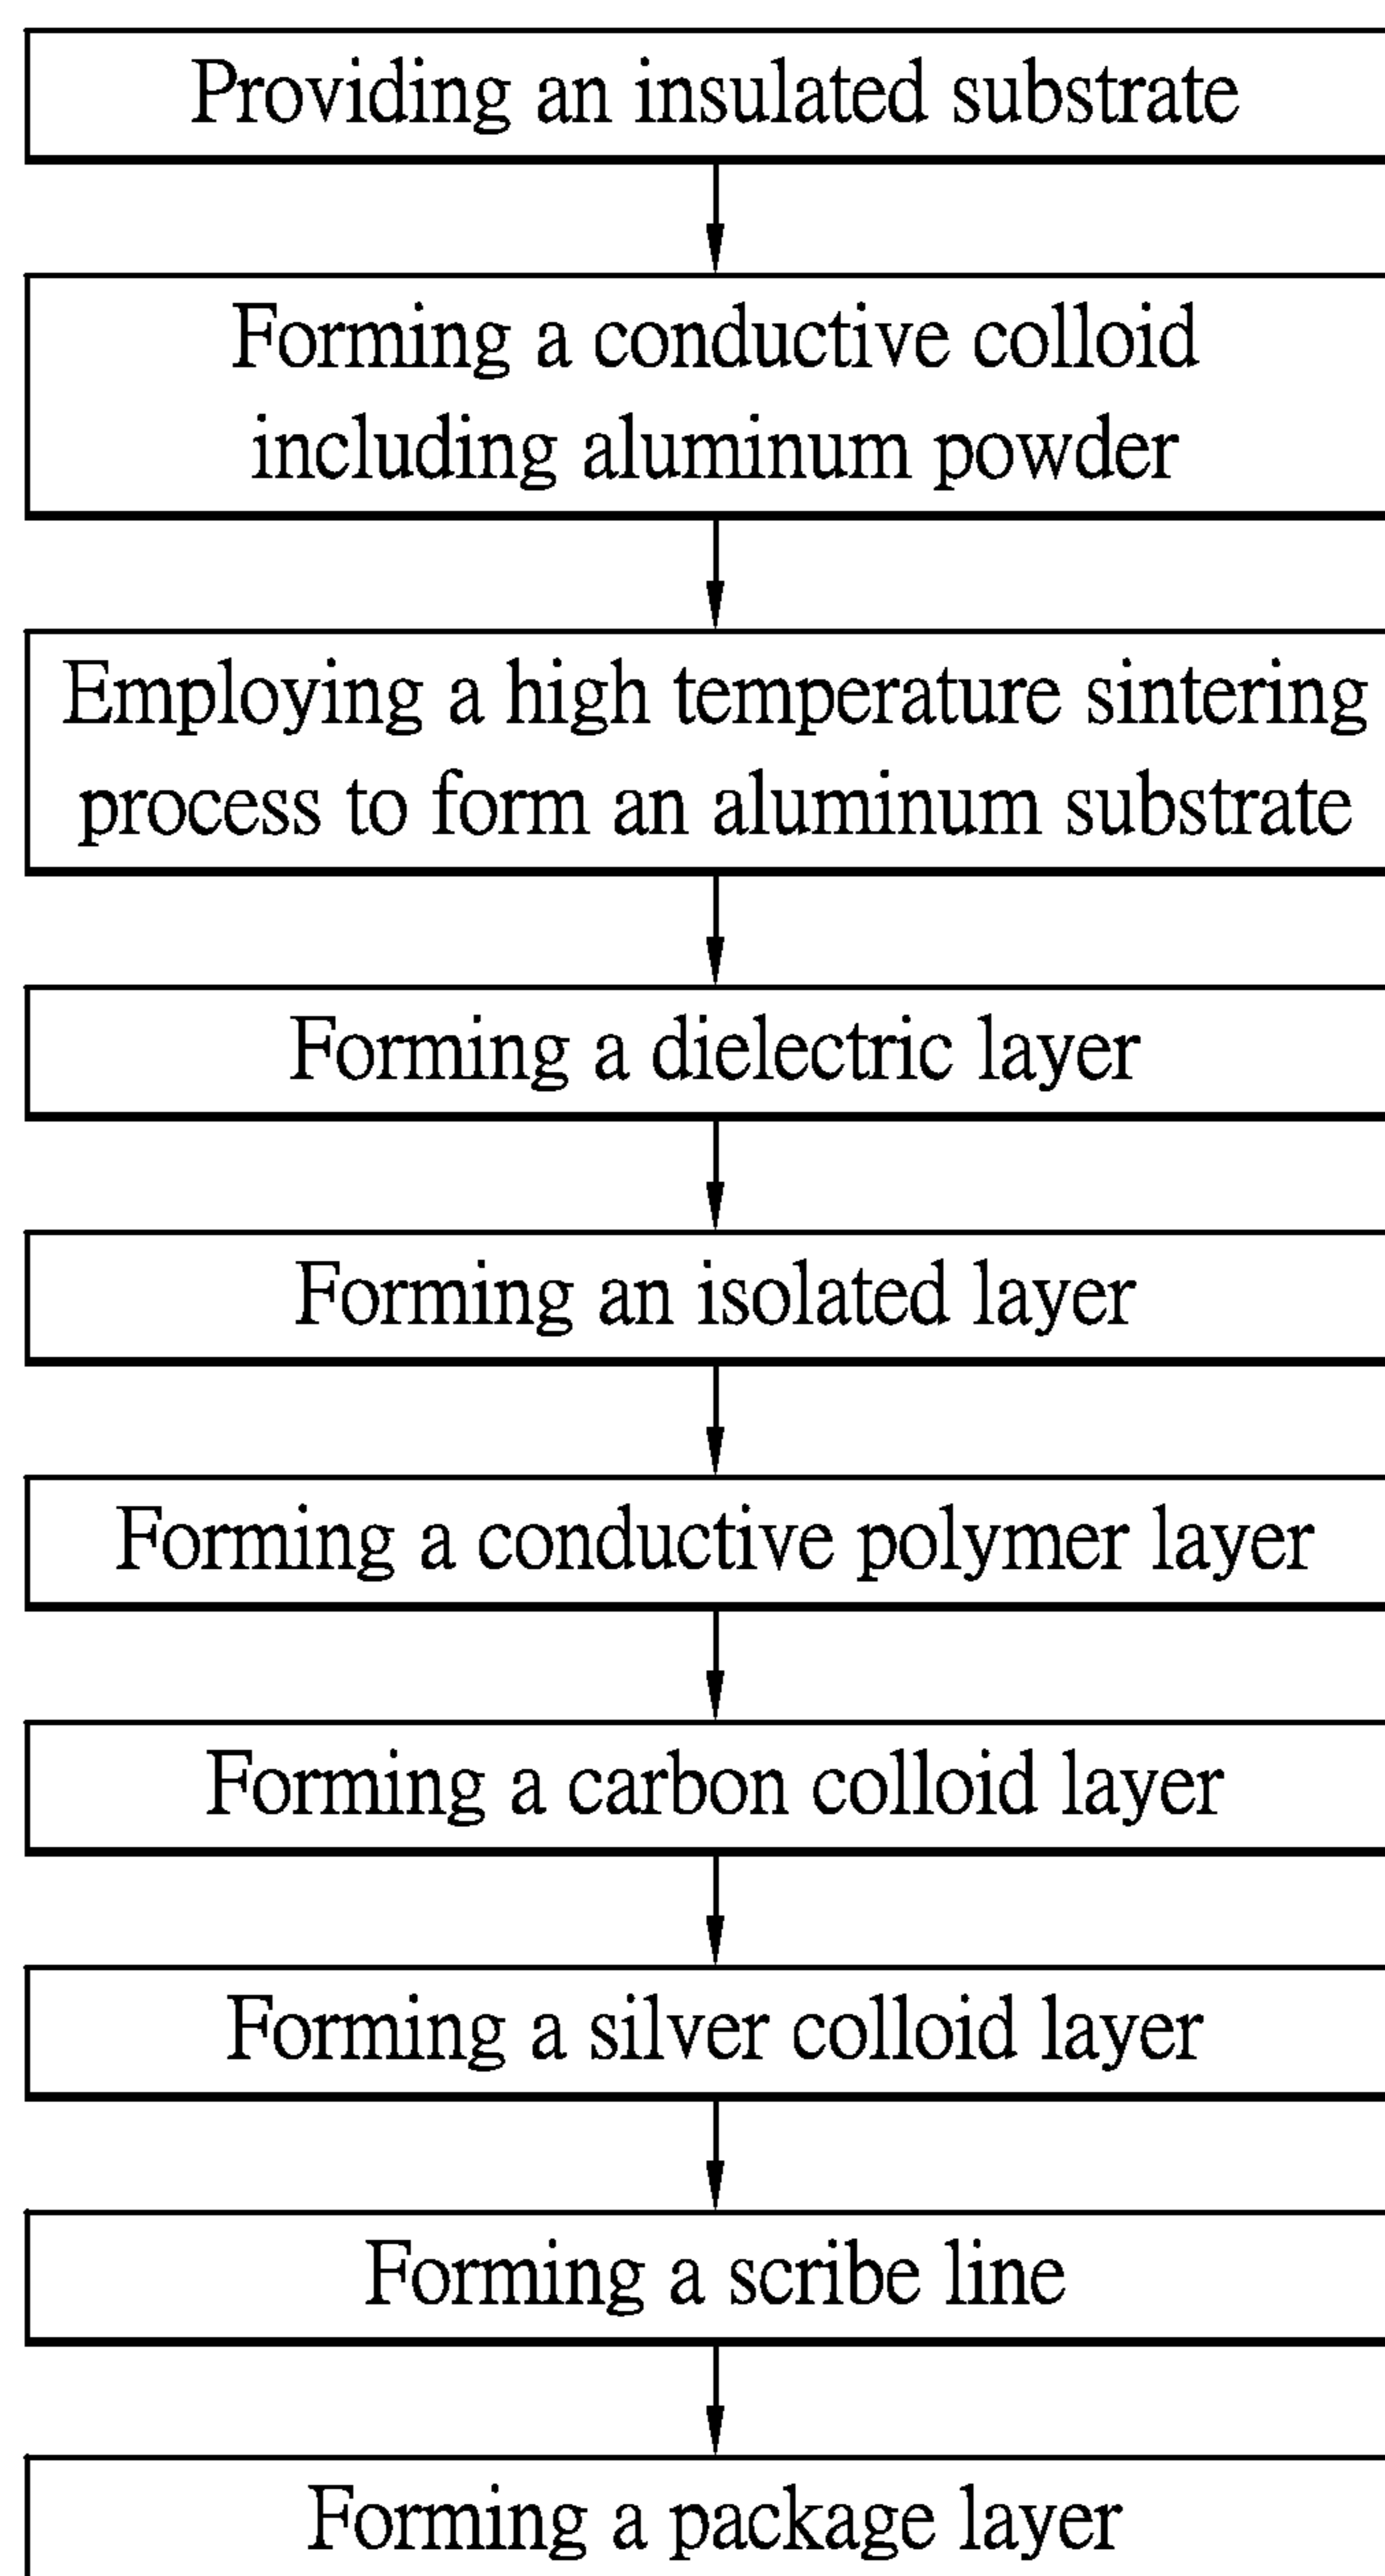 Providing an insulated substrate
Forming a conductive colloid
including aluminum powder
Employing a high temperature sintering
process to form an aluminum substrate
Forming a dielectric layer
Forming an isolated layer
Forming a conductive polymer layer
Forming a carbon colloid layer
Forming a silver colloid layer
Forming a scribe line
Forming a package layer